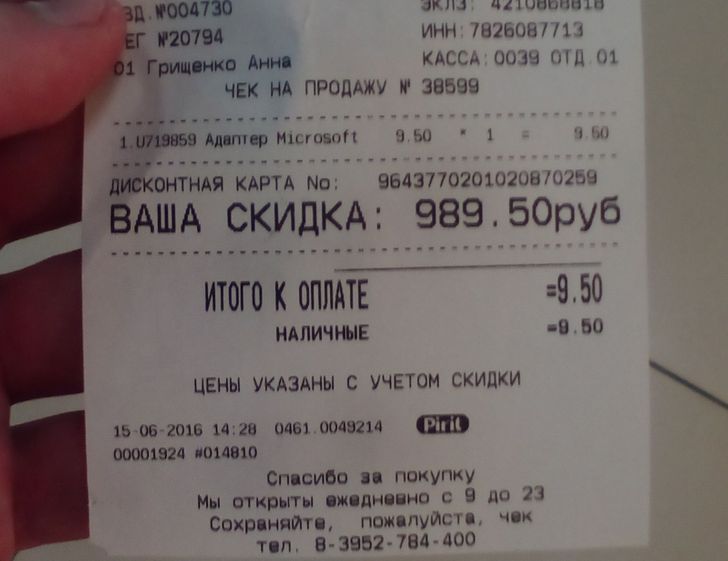 ЗД.№004730 ЭКЛЗ: 4210868818
ЕГ №20794 ИНН:7826087713
01 Грищенко Анна КАССА:0039 ОТД.01
ЧЕК НА ПРОДАЖУ № 38599
1.U719859 Адаптер Microsoft 9.50 * 1 = 9.50
ДИСКОНТНАЯ КАРТА No: 9643770201020870259
ВАША СКИДКА: 989.50руб
ИТОГО К ОПЛАТЕ =9.50
НАЛИЧНЫЕ =9.50
ЦЕНЫ УКАЗАНЫ С УЧЕТОМ СКИДКИ
15-06-2016 14:28 0461.0049214 Pirit
00001924 #014810
Спасибо за покупку
Мы открыты ежедневно с 9 до 23
Сохраняйте, пожалуйста, чек
тел. 8-3952-784-400